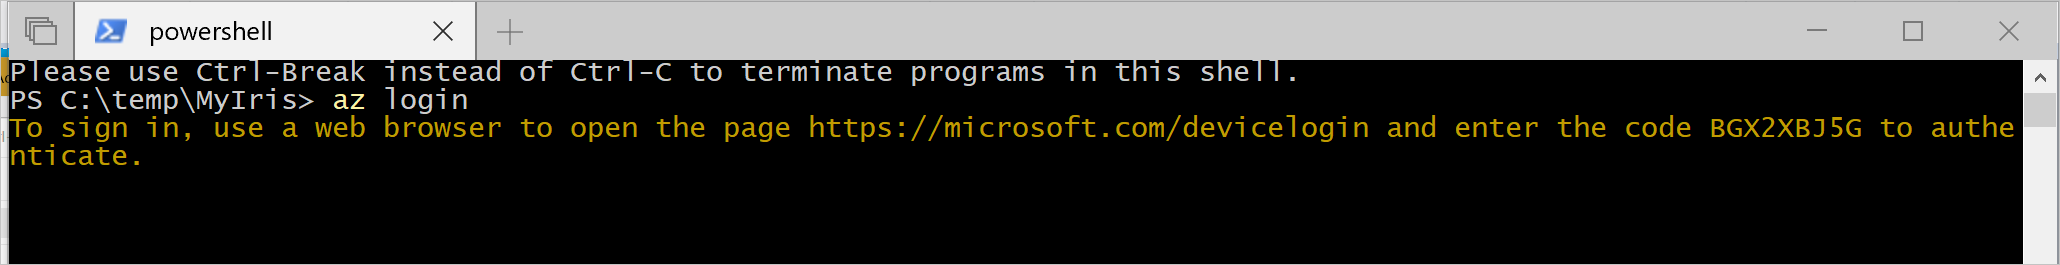 powershell
Please use Ctrl-Break instead of Ctrl-C to terminate programs in this shell.
PS C:\temp\MyIris> az login
To sign in, use a web browser to open the page https://microsoft.com/devicelogin and enter the code BGX2XBJ5G to authe
nticate.